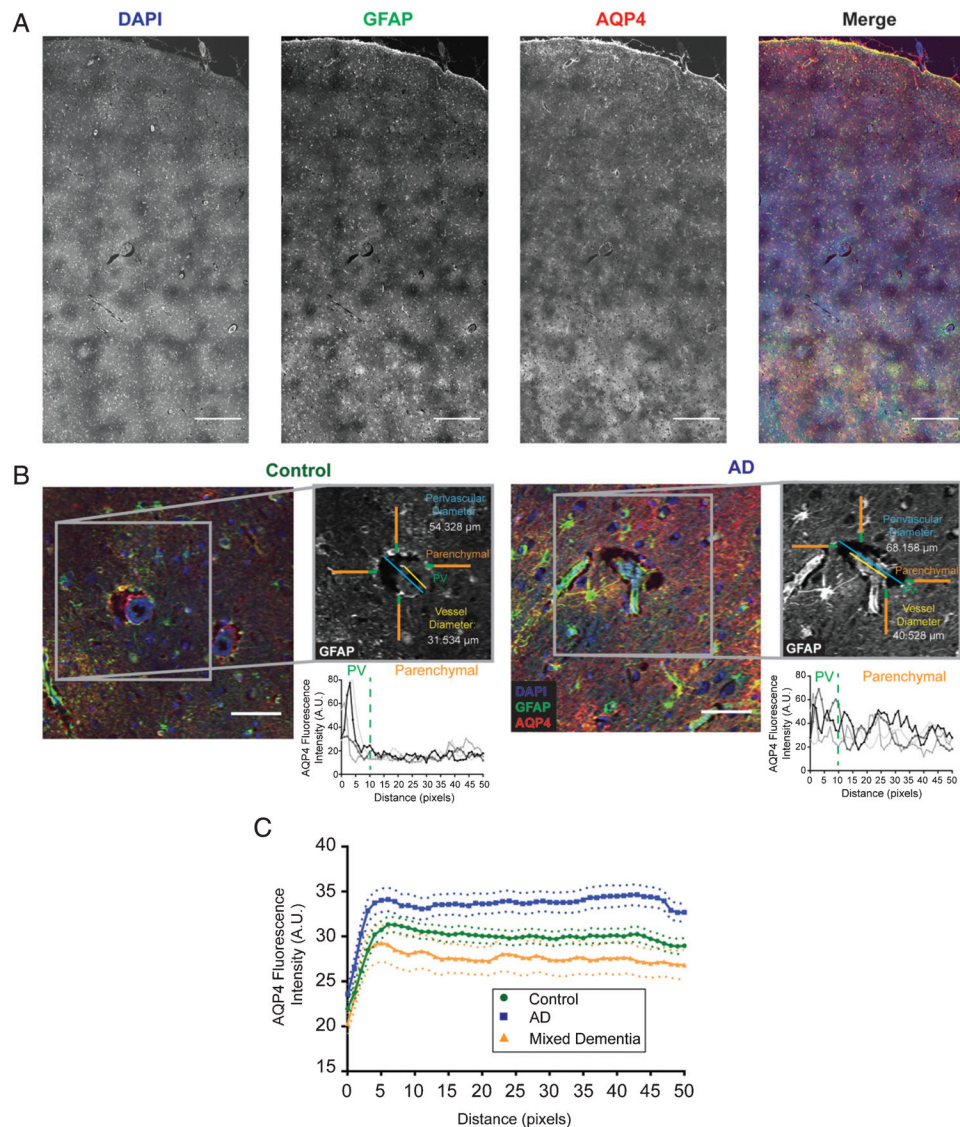 A
DAPI
GFAP
AQP4
Merge
B
Control
AD
Perivascular
Diameter:
54.328 µm
Parenchymal
PV
Vessel
Diameter:
31.534 µm
GFAP
PV
Parenchymal
AQP4 Fluorescence
Intensity (A.U.)
80
60
40
20
0
0 5 10 15 20 25 30 35 40 45 50
Distance (pixels)
DAPI
GFAP
AQP4
Perivascular
Diameter:
68.158 µm
Parenchymal
PV
Vessel
Diameter:
40.528 µm
GFAP
PV
Parenchymal
AQP4 Fluorescence
Intensity (A.U.)
80
60
40
20
0
0 5 10 15 20 25 30 35 40 45 50
Distance (pixels)
C
AQP4 Fluorescence
Intensity (A.U.)
40
35
30
25
20
15
Control
AD
Mixed Dementia
0 5 10 15 20 25 30 35 40 45 50
Distance (pixels)